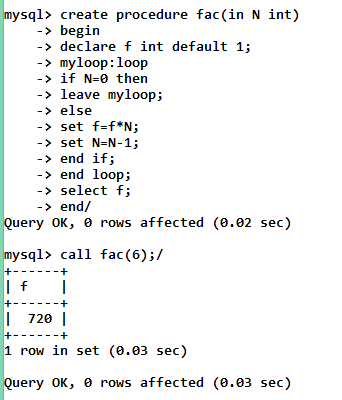 mysql> create procedure fac(in N int)
    -> begin
    -> declare f int default 1;
    -> myloop:loop
    -> if N=0 then
    -> leave myloop;
    -> else
    -> set f=f*N;
    -> set N=N-1;
    -> end if;
    -> end loop;
    -> select f;
    -> end/
Query OK, 0 rows affected (0.02 sec)

mysql> call fac(6);/
+------+
| f    |
+------+
|  720 |
+------+
1 row in set (0.03 sec)

Query OK, 0 rows affected (0.03 sec)